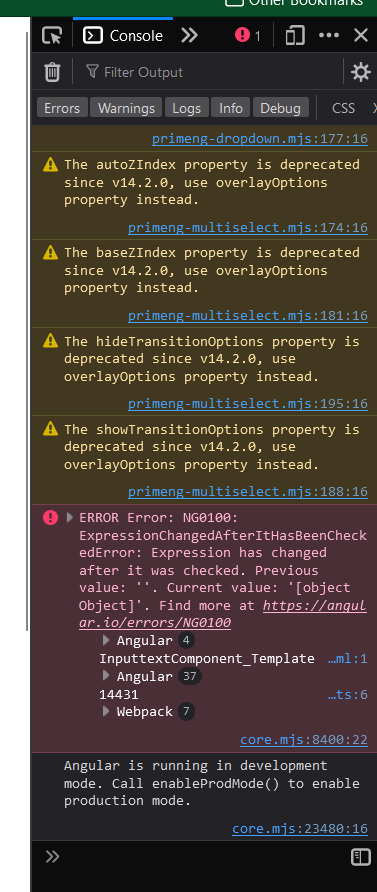 Other Bookmarks
Console
1
Filter Output
Errors
Warnings
Logs
Info
Debug
CSS
primeng-dropdown.mjs:177:16
The autoZIndex property is deprecated
since v14.2.0, use overlayOptions
property instead.
primeng-multiselect.mjs:174:16
The baseZIndex property is deprecated
since v14.2.0, use overlayOptions
property instead.
primeng-multiselect.mjs:181:16
The hideTransitionOptions property is
deprecated since v14.2.0, use
overlayOptions property instead.
primeng-multiselect.mjs:195:16
The showTransitionOptions property is
deprecated since v14.2.0, use
overlayOptions property instead.
primeng-multiselect.mjs:188:16
ERROR Error: NG0100:
ExpressionChangedAfterItHasBeenChec
kedError: Expression has changed
after it was checked. Previous
value: ''. Current value: '[object
Object]'. Find more at https://angul
ar.io/errors/NG0100
Angular 4
InputtextComponent_Template …ml:1
Angular 37
14431 …ts:6
Webpack 7
core.mjs:8400:22
Angular is running in development
mode. Call enableProdMode() to enable
production mode.
core.mjs:23480:16